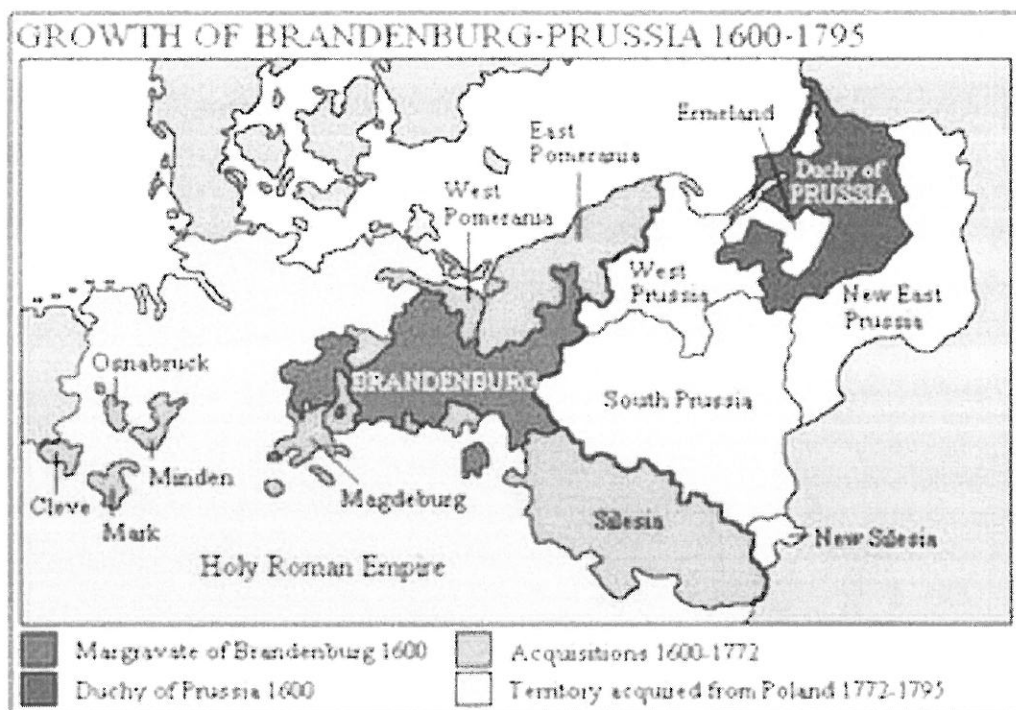 GROWTH OF BRANDENBURG-PRUSSIA 1600-1795
Ermeland
East
Pomerania
West
Pomerania
Duchy of
PRUSSIA
West
Prussia
New East
Prussia
Osnabruck
BRANDENBURG
South Prussia
Minden
Cleve
Mark
Magdeburg
Silesia
New Silesia
Holy Roman Empire
Margravate of Brandenburg 1600
Acquisitions 1600-1772
Duchy of Prussia 1600
Territory acquired from Poland 1772-1795